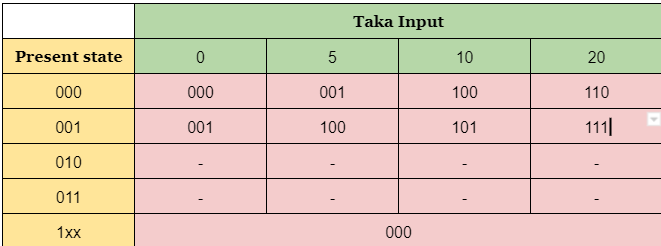 Taka Input
Present state 0 5 10 20
000 000 001 100 110
001 001 100 101 111
010 - - - -
011 - - - -
1xx 000